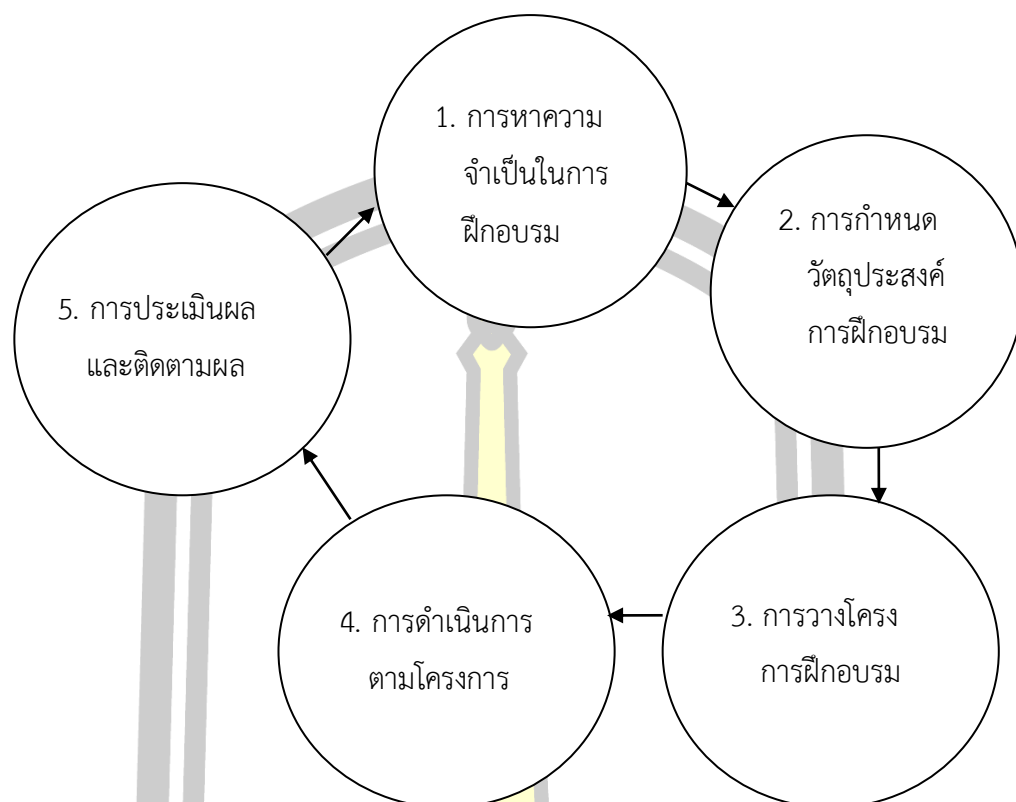 1. การหาความ
จำเป็นในการ
ฝึกอบรม
2. การกำหนด
วัตถุประสงค์
การฝึกอบรม
3. การวางโครง
การฝึกอบรม
4. การดำเนินการ
ตามโครงการ
5. การประเมินผล
และติดตามผล